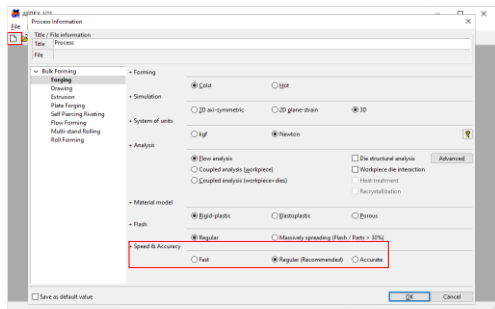 AFDEX_V21
File
Process Information
Title / File information
Title Process
File
Bulk Forming
Forging
Drawing
Extrusion
Plate Forging
Self Piercing Riveting
Flow Forming
Multi-stand Rolling
Roll Forming
• Forming
Cold Hot
• Simulation
2D axi-symmetric 2D plane-strain 3D
• System of units
kgf Newton
• Analysis
Flow analysis Die structural analysis Advanced
Coupled analysis (workpiece) Workpiece die interaction
Coupled analysis (workpiece+dies) Heat treatment
Recrystallization
• Material model
Rigid-plastic Elastoplastic Porous
• Flash
Regular Massively spreading (Flash / Parts > 30%)
• Speed & Accuracy
Fast Regular (Recommended) Accurate
Save as default value OK Cancel